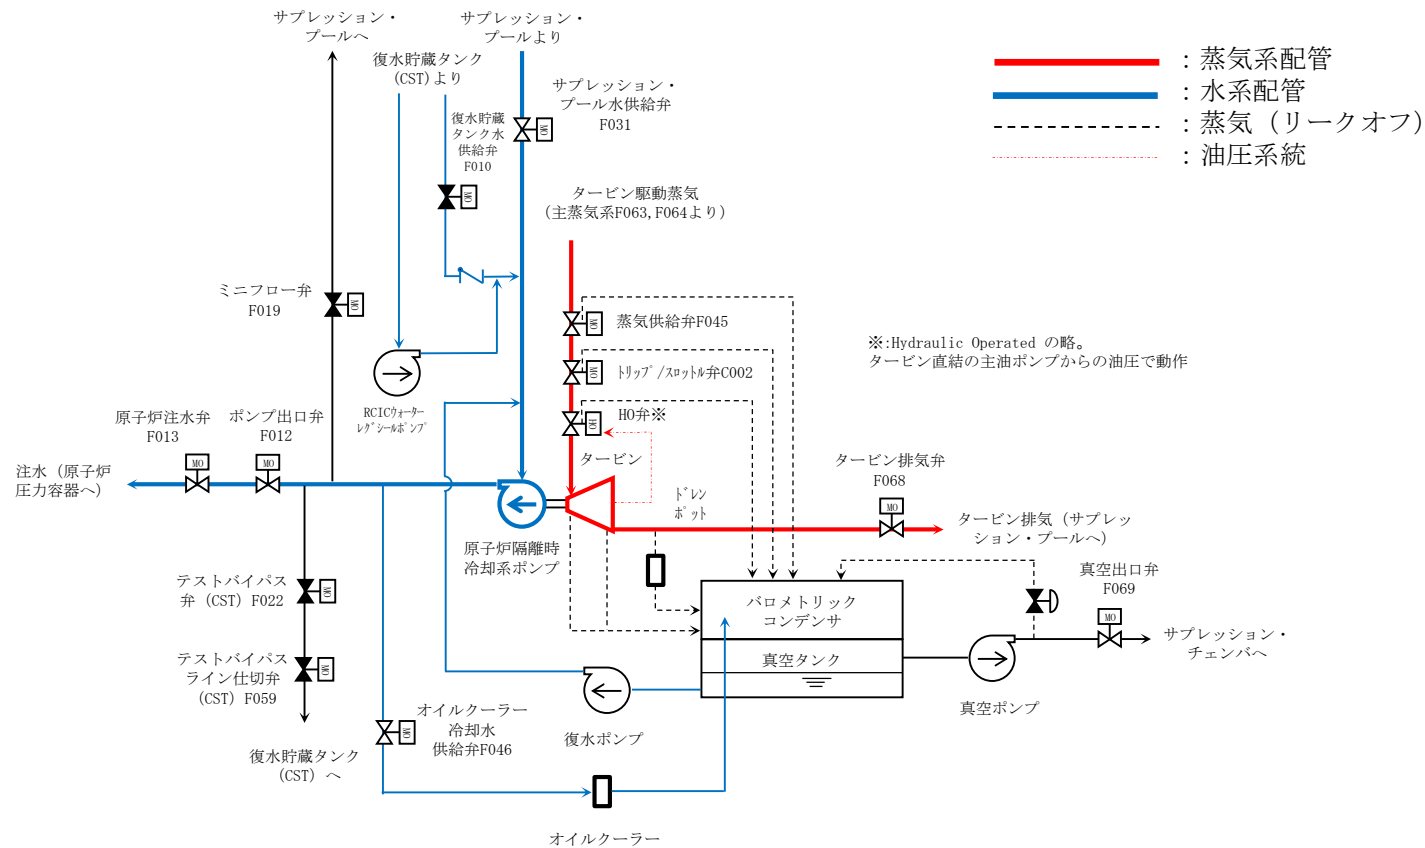 サプレッション・
プールへ
サプレッション・
プールより
復水貯蔵タンク
(CST)より
サプレッション・
プール水供給弁
F031
復水貯蔵
タンク水
供給弁
F010
：蒸気系配管
：水系配管
：蒸気（リークオフ）
：油圧系統
タービン駆動蒸気
（主蒸気系F063,F064より）
MO
MO
ミニフロー弁
F019
MO
MO
蒸気供給弁F045
MO
ﾄﾘｯﾌﾟ/ｽﾛｯﾄﾙ弁C002
HO
HO弁※
※:Hydraulic Operated の略。
タービン直結の主油ポンプからの油圧で動作
RCICｳｫｰﾀｰ
ﾚｸﾞｼｰﾙﾎﾟﾝﾌﾟ
原子炉注水弁
F013
ポンプ出口弁
F012
MO
MO
注水（原子炉
圧力容器へ）
タービン
ﾄﾞﾚﾝ
ﾎﾟｯﾄ
タービン排気弁
F068
MO
タービン排気（サプレッ
ション・プールへ）
原子炉隔離時
冷却系ポンプ
テストバイパス
弁（CST）F022
MO
テストバイパス
ライン仕切弁
（CST）F059
MO
復水貯蔵タンク
（CST）へ
バロメトリック
コンデンサ
真空タンク
真空出口弁
F069
MO
サプレッション・
チェンバへ
真空ポンプ
オイルクーラー
冷却水
供給弁F046
MO
復水ポンプ
オイルクーラー